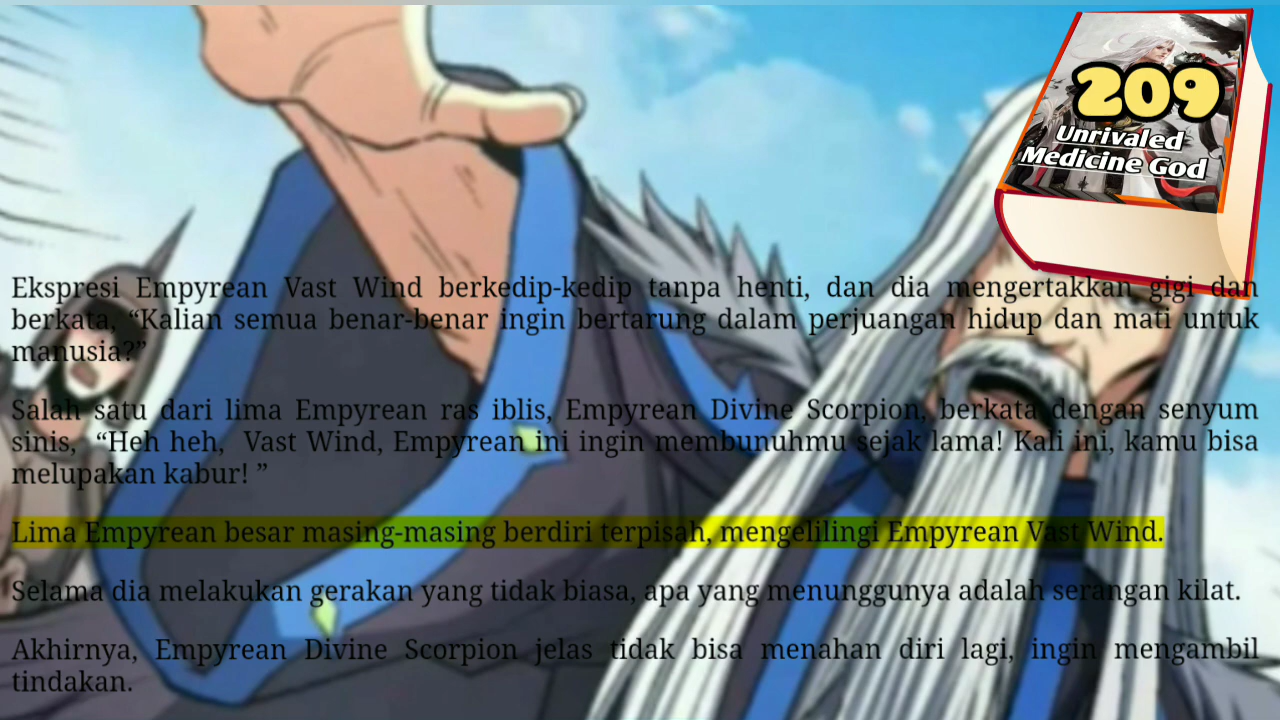 209
Unrivaled
Medicine God
Ekspresi Empyrean Vast Wind berkedip-kedip tanpa henti, dan dia mengertakkan gigi dan
berkata, “Kalian semua benar-benar ingin bertarung dalam perjuangan hidup dan mati untuk
manusia?”
Salah satu dari lima Empyrean ras iblis, Empyrean Divine Scorpion, berkata dengan senyum
sinis, “Heh heh, Vast Wind, Empyrean ini ingin membunuhmu sejak lama! Kali ini, kamu bisa
melupakan kabur! ”
Lima Empyrean besar masing-masing berdiri terpisah, mengelilingi Empyrean Vast Wind.
Selama dia melakukan gerakan yang tidak biasa, apa yang menunggunya adalah serangan kilat.
Akhirnya, Empyrean Divine Scorpion jelas tidak bisa menahan diri lagi, ingin mengambil
tindakan.